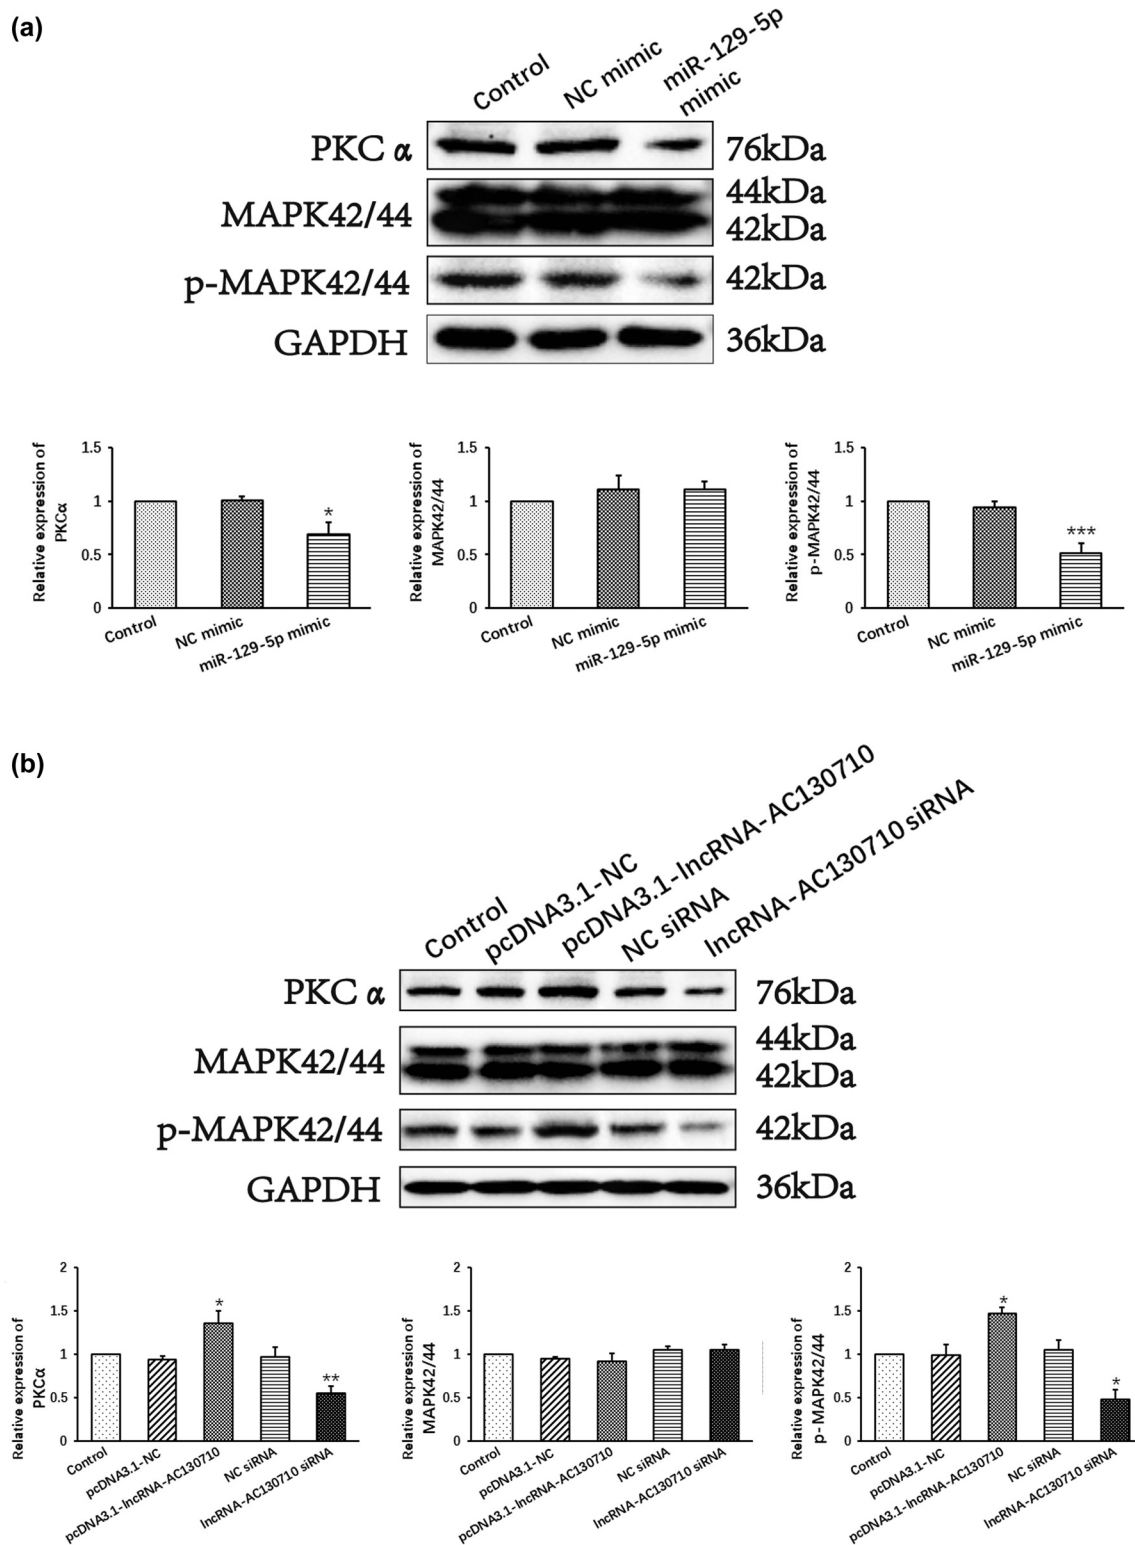 (a)
Control
NC mimic
miR-129-5p
mimic
PKC α
76kDa
MAPK42/44
44kDa
42kDa
p-MAPK42/44
42kDa
GAPDH
36kDa
Relative expression of
PKCα
1.5
1
0.5
0
*
Control
NC mimic
miR-129-5p mimic
Relative expression of
MAPK42/44
1.5
1
0.5
0
Control
NC mimic
miR-129-5p mimic
Relative expression of
p-MAPK42/44
1.5
1
0.5
0
***
Control
NC mimic
miR-129-5p mimic
(b)
Control
pcDNA3.1-NC
pcDNA3.1-lncRNA-AC130710
NC siRNA
lncRNA-AC130710 siRNA
PKC α
76kDa
MAPK42/44
44kDa
42kDa
p-MAPK42/44
42kDa
GAPDH
36kDa
Relative expression of
PKCα
2
1.5
1
0.5
0
*
**
Control
pcDNA3.1-NC
pcDNA3.1-lncRNA-AC130710
NC siRNA
lncRNA-AC130710 siRNA
Relative expression of
MAPK42/44
2
1.5
1
0.5
0
Control
pcDNA3.1-NC
pcDNA3.1-lncRNA-AC130710
NC siRNA
lncRNA-AC130710 siRNA
Relative expression of
p-MAPK42/44
2
1.5
1
0.5
0
*
*
Control
pcDNA3.1-NC
pcDNA3.1-lncRNA-AC130710
NC siRNA
lncRNA-AC130710 siRNA